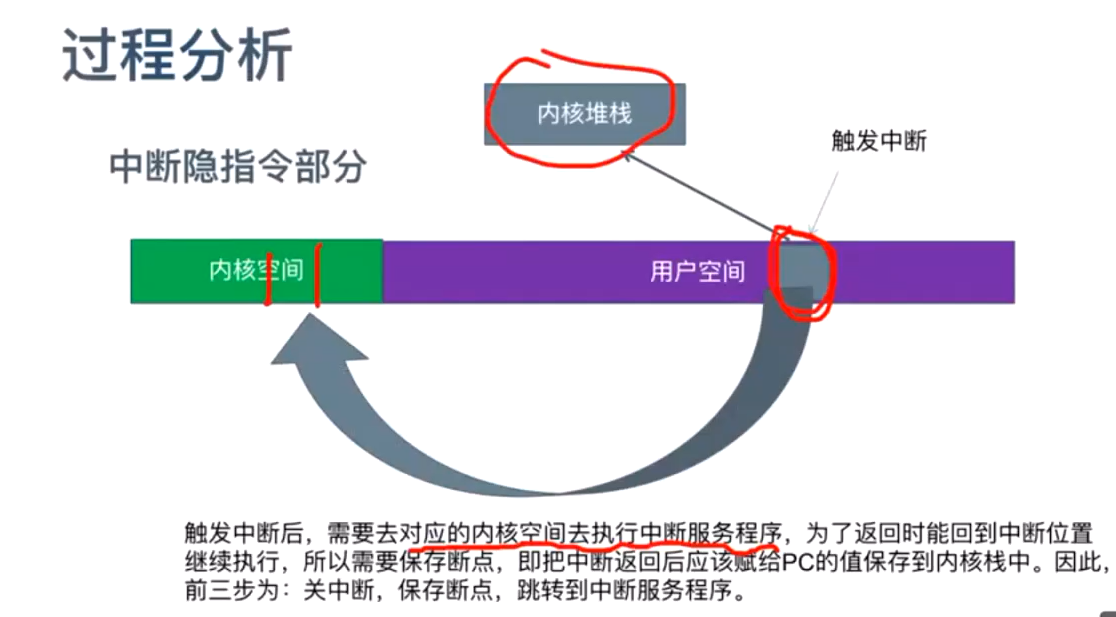 过程分析
内核堆栈
触发中断
中断隐指令部分
内核空间
用户空间
触发中断后，需要去对应的内核空间去执行中断服务程序，为了返回时能回到中断位置
继续执行，所以需要保存断点，即把中断返回后应该赋给PC的值保存到内核栈中。因此，
前三步为：关中断，保存断点，跳转到中断服务程序。